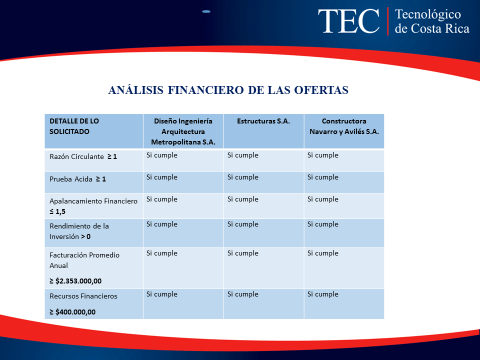 TEC
Tecnológico
de Costa Rica
ANÁLISIS FINANCIERO DE LAS OFERTAS
DETALLE DE LO
SOLICITADO
Diseño Ingeniería
Arquitectura
Metropolitana S.A.
Estructuras S.A.
Constructora
Navarro y Avilés S.A.
Razón Circulante ≥ 1
Si cumple
Si cumple
Si cumple
Prueba Acida ≥ 1
Si cumple
Si cumple
Si cumple
Apalancamiento Financiero
≤ 1,5
Si cumple
Si cumple
Si cumple
Rendimiento de la
Inversión > 0
Si cumple
Si cumple
Si cumple
Facturación Promedio
Anual
≥ $2.353.000,00
Si cumple
Si cumple
Si cumple
Recursos Financieros
≥ $400.000,00
Si cumple
Si cumple
Si cumple